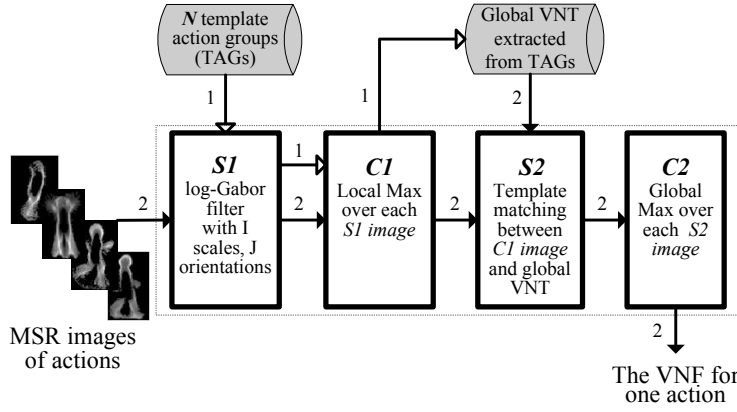 N template
action groups
(TAGs)
Global VNT
extracted
from TAGs
1
1
2
S1
log-Gabor
filter
with I
scales, J
orientations
1
2
C1
Local Max
over each
S1 image
2
S2
Template
matching
between
C1 image
and global
VNT
2
C2
Global
Max over
each S2
image
2
MSR images
of actions
2
The VNF for
one action